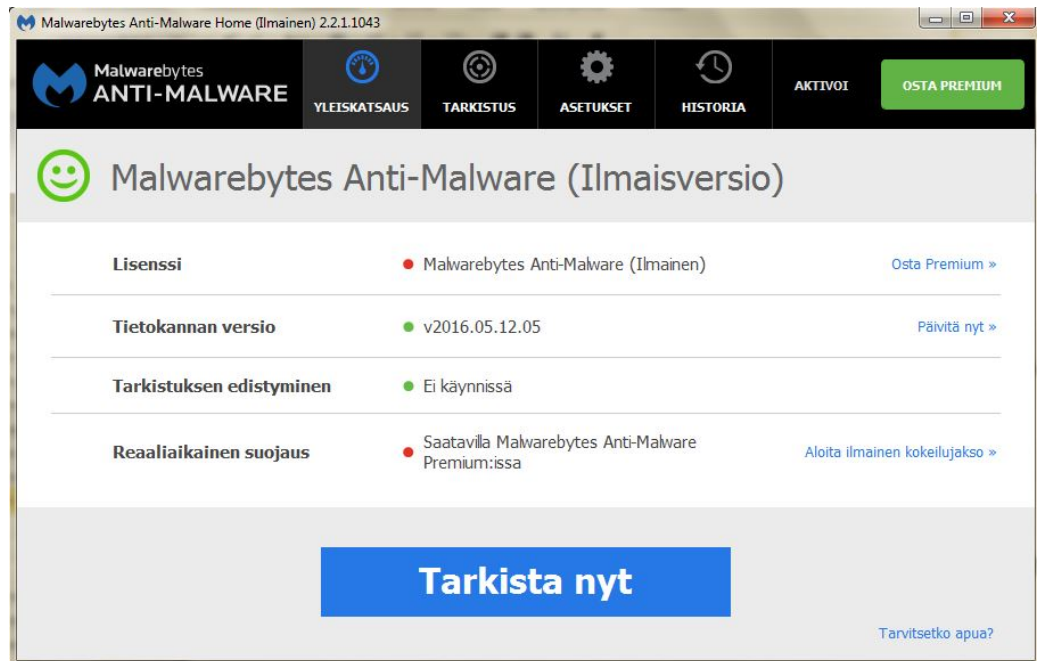 Malwarebytes Anti-Malware Home (Ilmainen) 2.2.1.1043
Malwarebytes
ANTI-MALWARE
YLEISKATSAUS
TARKISTUS
ASETUKSET
HISTORIA
AKTIVOI
OSTA PREMIUM
Malwarebytes Anti-Malware (Ilmaisversio)
Lisenssi
Malwarebytes Anti-Malware (Ilmainen)
Osta Premium »
Tietokannan versio
v2016.05.12.05
Päivitä nyt »
Tarkistuksen edistyminen
Ei käynnissä
Reaaliaikainen suojaus
Saatavilla Malwarebytes Anti-Malware
Premium:issa
Aloita ilmainen kokeilujakso »
Tarkista nyt
Tarvitsetko apua?